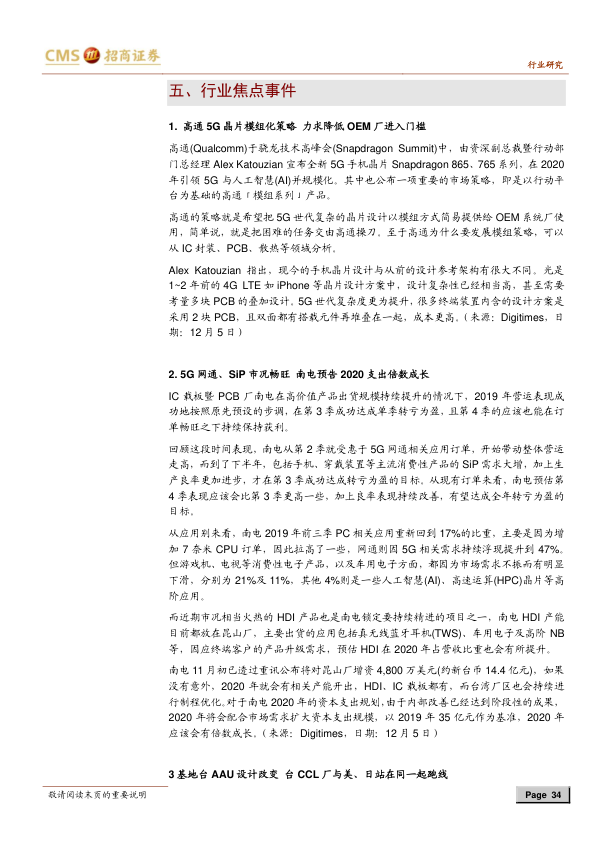 CMS 招商证券
行业研究
五、行业焦点事件
1. 高通 5G 晶片模组化策略 力求降低 OEM 厂进入门槛
高通(Qualcomm)于骁龙技术高峰会(Snapdragon Summit)中，由资深副总裁暨行动部
门总经理 Alex Katouzian 宣布全新 5G 手机晶片 Snapdragon 865、765 系列，在 2020
年引领 5G 与人工智慧(AI)并规模化。其中也公布一项重要的市场策略，即是以行动平
台为基础的高通「模组系列」产品。
高通的策略就是希望把 5G 世代复杂的晶片设计以模组方式简易提供给 OEM 系统厂使
用，简单说，就是把困难的任务交由高通操刀。至于高通为什么要发展模组策略，可以
从 IC 封装、PCB、散热等领域分析。
Alex Katouzian 指出，现今的手机晶片设计与从前的设计参考架构有很大不同。光是
1~2 年前的 4G LTE 如 iPhone 等晶片设计方案中，设计复杂性已经相当高，甚至需要
考量多块 PCB 的叠加设计。5G 世代复杂度更为提升，很多终端装置内含的设计方案是
采用 2 块 PCB，且双面都有搭载元件再堆叠在一起，成本更高。（来源：Digitimes，日
期：12 月 5 日）
2. 5G 网通、SiP 市况畅旺 南电预告 2020 支出倍数成长
IC 载板暨 PCB 厂南电在高价值产品出货规模持续提升的情况下，2019 年营运表现成
功地按照原先预设的步调，在第 3 季成功达成单季转亏为盈，且第 4 季的应该也能在订
单畅旺之下持续保持获利。
回顾这段时间表现，南电从第 2 季就受惠于 5G 网通相关应用订单，开始带动整体营运
走高，而到了下半年，包括手机、穿戴装置等主流消费性产品的 SiP 需求大增，加上生
产良率更加进步，才在第 3 季成功达成转亏为盈的目标。从现有订单来看，南电预估第
4 季表现应该会比第 3 季更高一些，加上良率表现持续改善，有望达成全年转亏为盈的
目标。
从应用别来看，南电 2019 年前三季 PC 相关应用重新回到 17%的比重，主要是因为增
加 7 奈米 CPU 订单，因此拉高了一些，网通则因 5G 相关需求持续浮现提升到 47%。
但游戏机、电视等消费性电子产品，以及车用电子方面，都因为市场需求不振而有明显
下滑，分别为 21%及 11%，其他 4%则是一些人工智慧(AI)、高速运算(HPC)晶片等高
阶应用。
而近期市况相当火热的 HDI 产品也是南电锁定要持续精进的项目之一，南电 HDI 产能
目前都放在昆山厂，主要出货的应用包括真无线蓝牙耳机(TWS)、车用电子及高阶 NB
等，因应终端客户的产品升级需求，预估 HDI 在 2020 年占营收比重也会有所提升。
南电 11 月初已透过重讯公布将对昆山厂增资 4,800 万美元(约新台币 14.4 亿元)，如果
没有意外，2020 年就会有相关产能开出，HDI、IC 载板都有，而台湾厂区也会持续进
行制程优化。对于南电 2020 年的资本支出规划，由于内部改善已经达到阶段性的成果，
2020 年将会配合市场需求扩大资本支出规模，以 2019 年 35 亿元作为基准，2020 年
应该会有倍数成长。（来源：Digitimes，日期：12 月 5 日）
3 基地台 AAU 设计改变 台 CCL 厂与美、日站在同一起跑线
敬请阅读末页的重要说明
Page 34